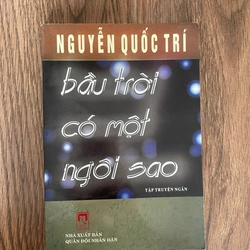 NGUYỄN QUỐC TRÍ
bầu trời
có một
ngôi sao
TẬP TRUYỆN NGẮN
NHÀ XUẤT BẢN
QUÂN ĐỘI NHÂN DÂN